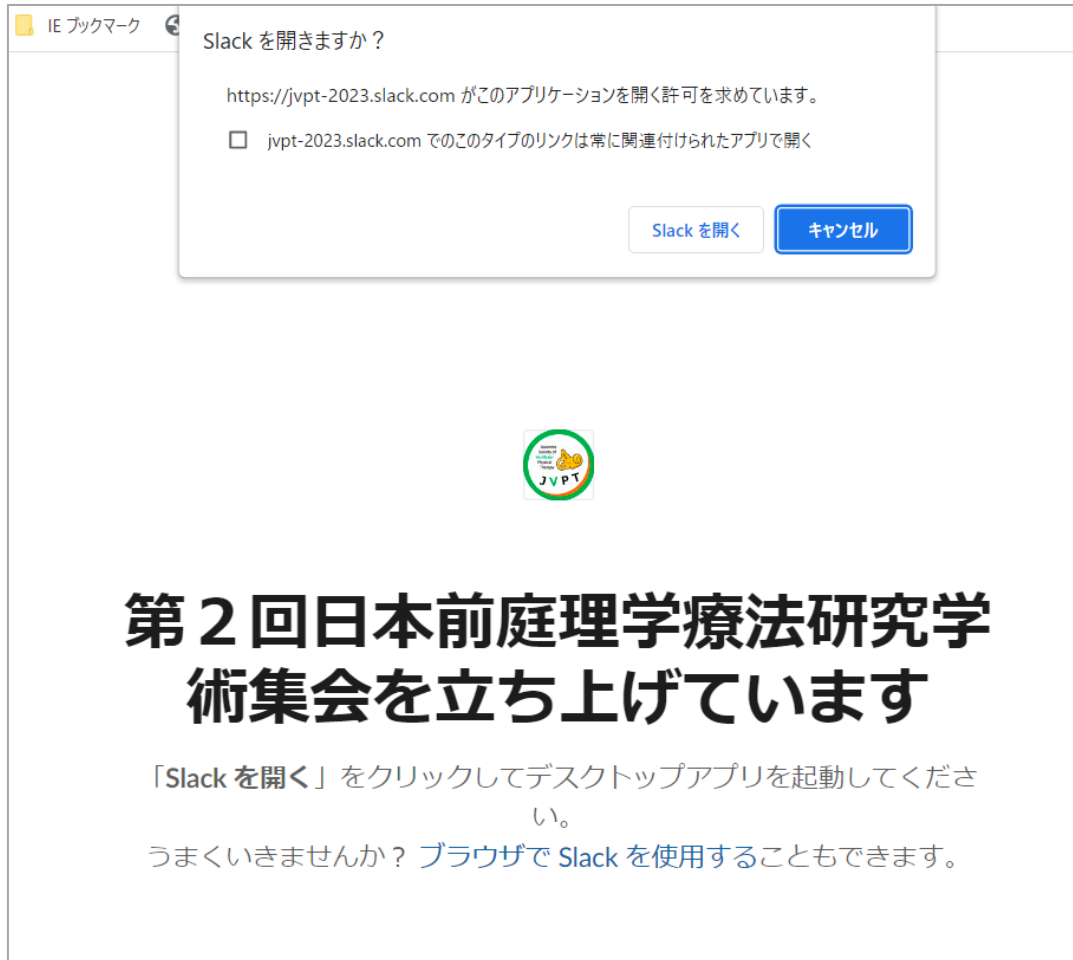 IE ブックマーク
Slack を開きますか？
https://jvpt-2023.slack.com がこのアプリケーションを開く許可を求めています。
jvpt-2023.slack.com でのこのタイプのリンクは常に関連付けられたアプリで開く
Slack を開く キャンセル
Japanese
Society of
Vestibular
Physical
Therapy
JVPT
第２回日本前庭理学療法研究学
術集会を立ち上げています
「Slack を開く」をクリックしてデスクトップアプリを起動してくださ
い。
うまくいきませんか？ ブラウザで Slack を使用することもできます。